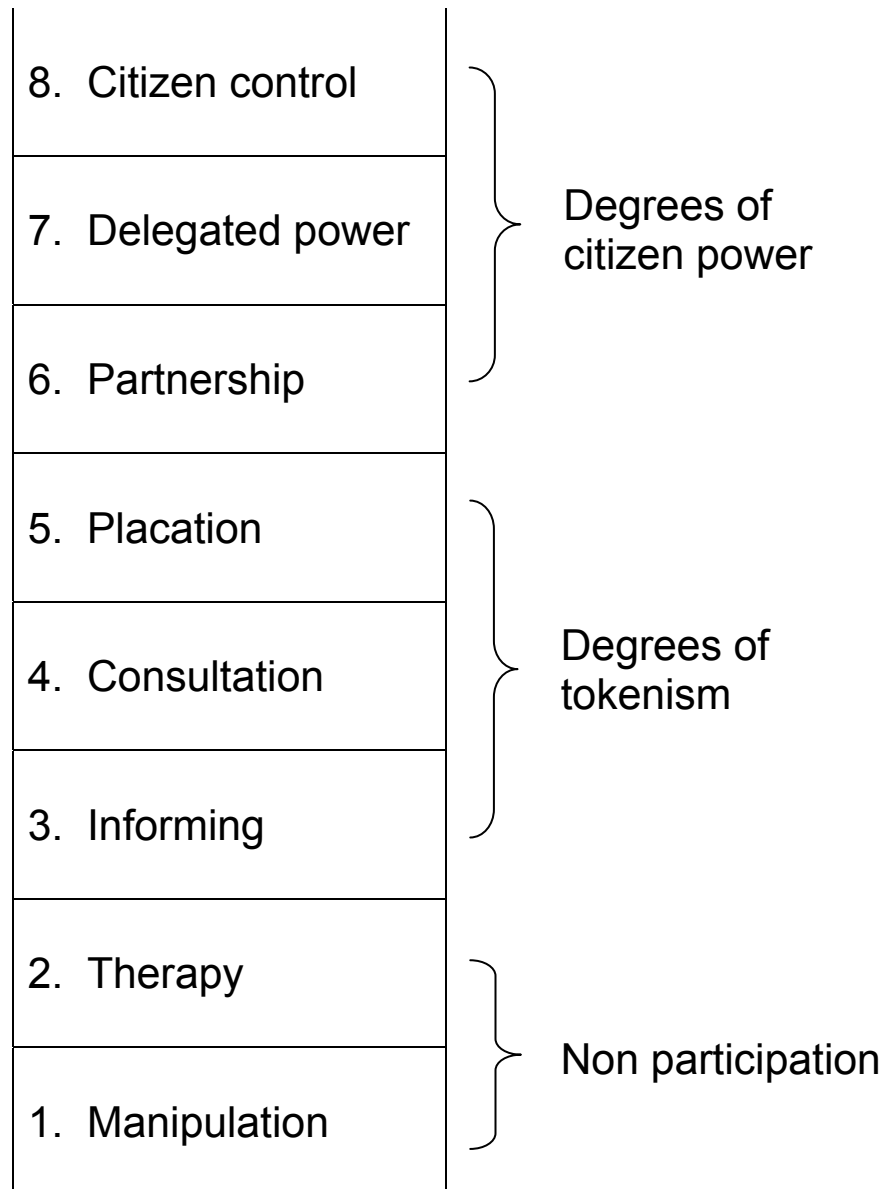 8. Citizen control
7. Delegated power
Degrees of
citizen power
6. Partnership
5. Placation
4. Consultation
Degrees of
tokenism
3. Informing
2. Therapy
Non participation
1. Manipulation